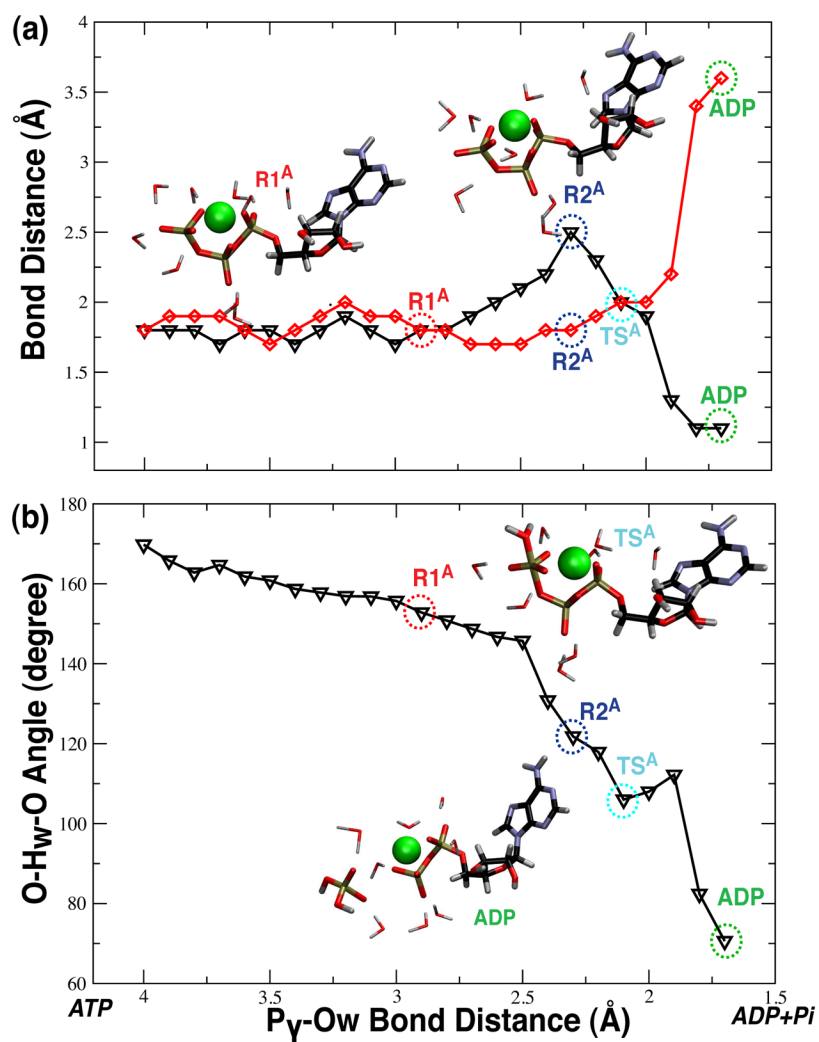 (a)
4
3.5
3
2.5
2
1.5
1
Bond Distance (Å)
R1ᴬ
R2ᴬ
ADP
R1ᴬ
R2ᴬ
TSᴬ
ADP
(b)
180
160
140
120
100
80
60
O-Hw-O Angle (degree)
TSᴬ
R1ᴬ
R2ᴬ
TSᴬ
ADP
ADP
4
3.5
3
2.5
2
1.5
ATP
Pγ-Ow Bond Distance (Å)
ADP+Pi